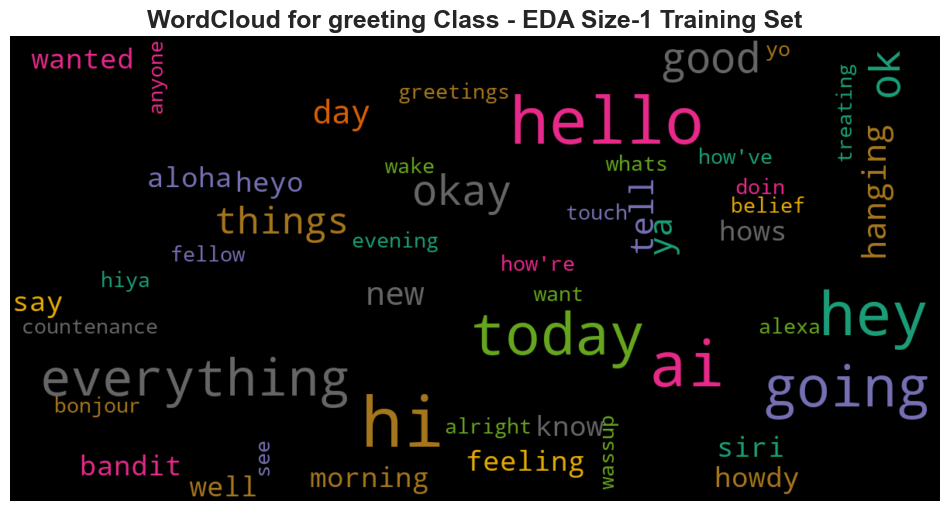 WordCloud for greeting Class - EDA Size-1 Training Set
wanted
anyone
good
yo
ok
greetings
day
hello
treating
wake
whats
how've
hanging
aloha
heyo
okay
doin
tell
belief
things
touch
ya
hows
evening
fellow
how're
hiya
new
want
say
countenance
today
alexa
hey
everything
ai
going
bonjour
hi
alright
know
wassup
bandit
see
feeling
siri
well
morning
howdy